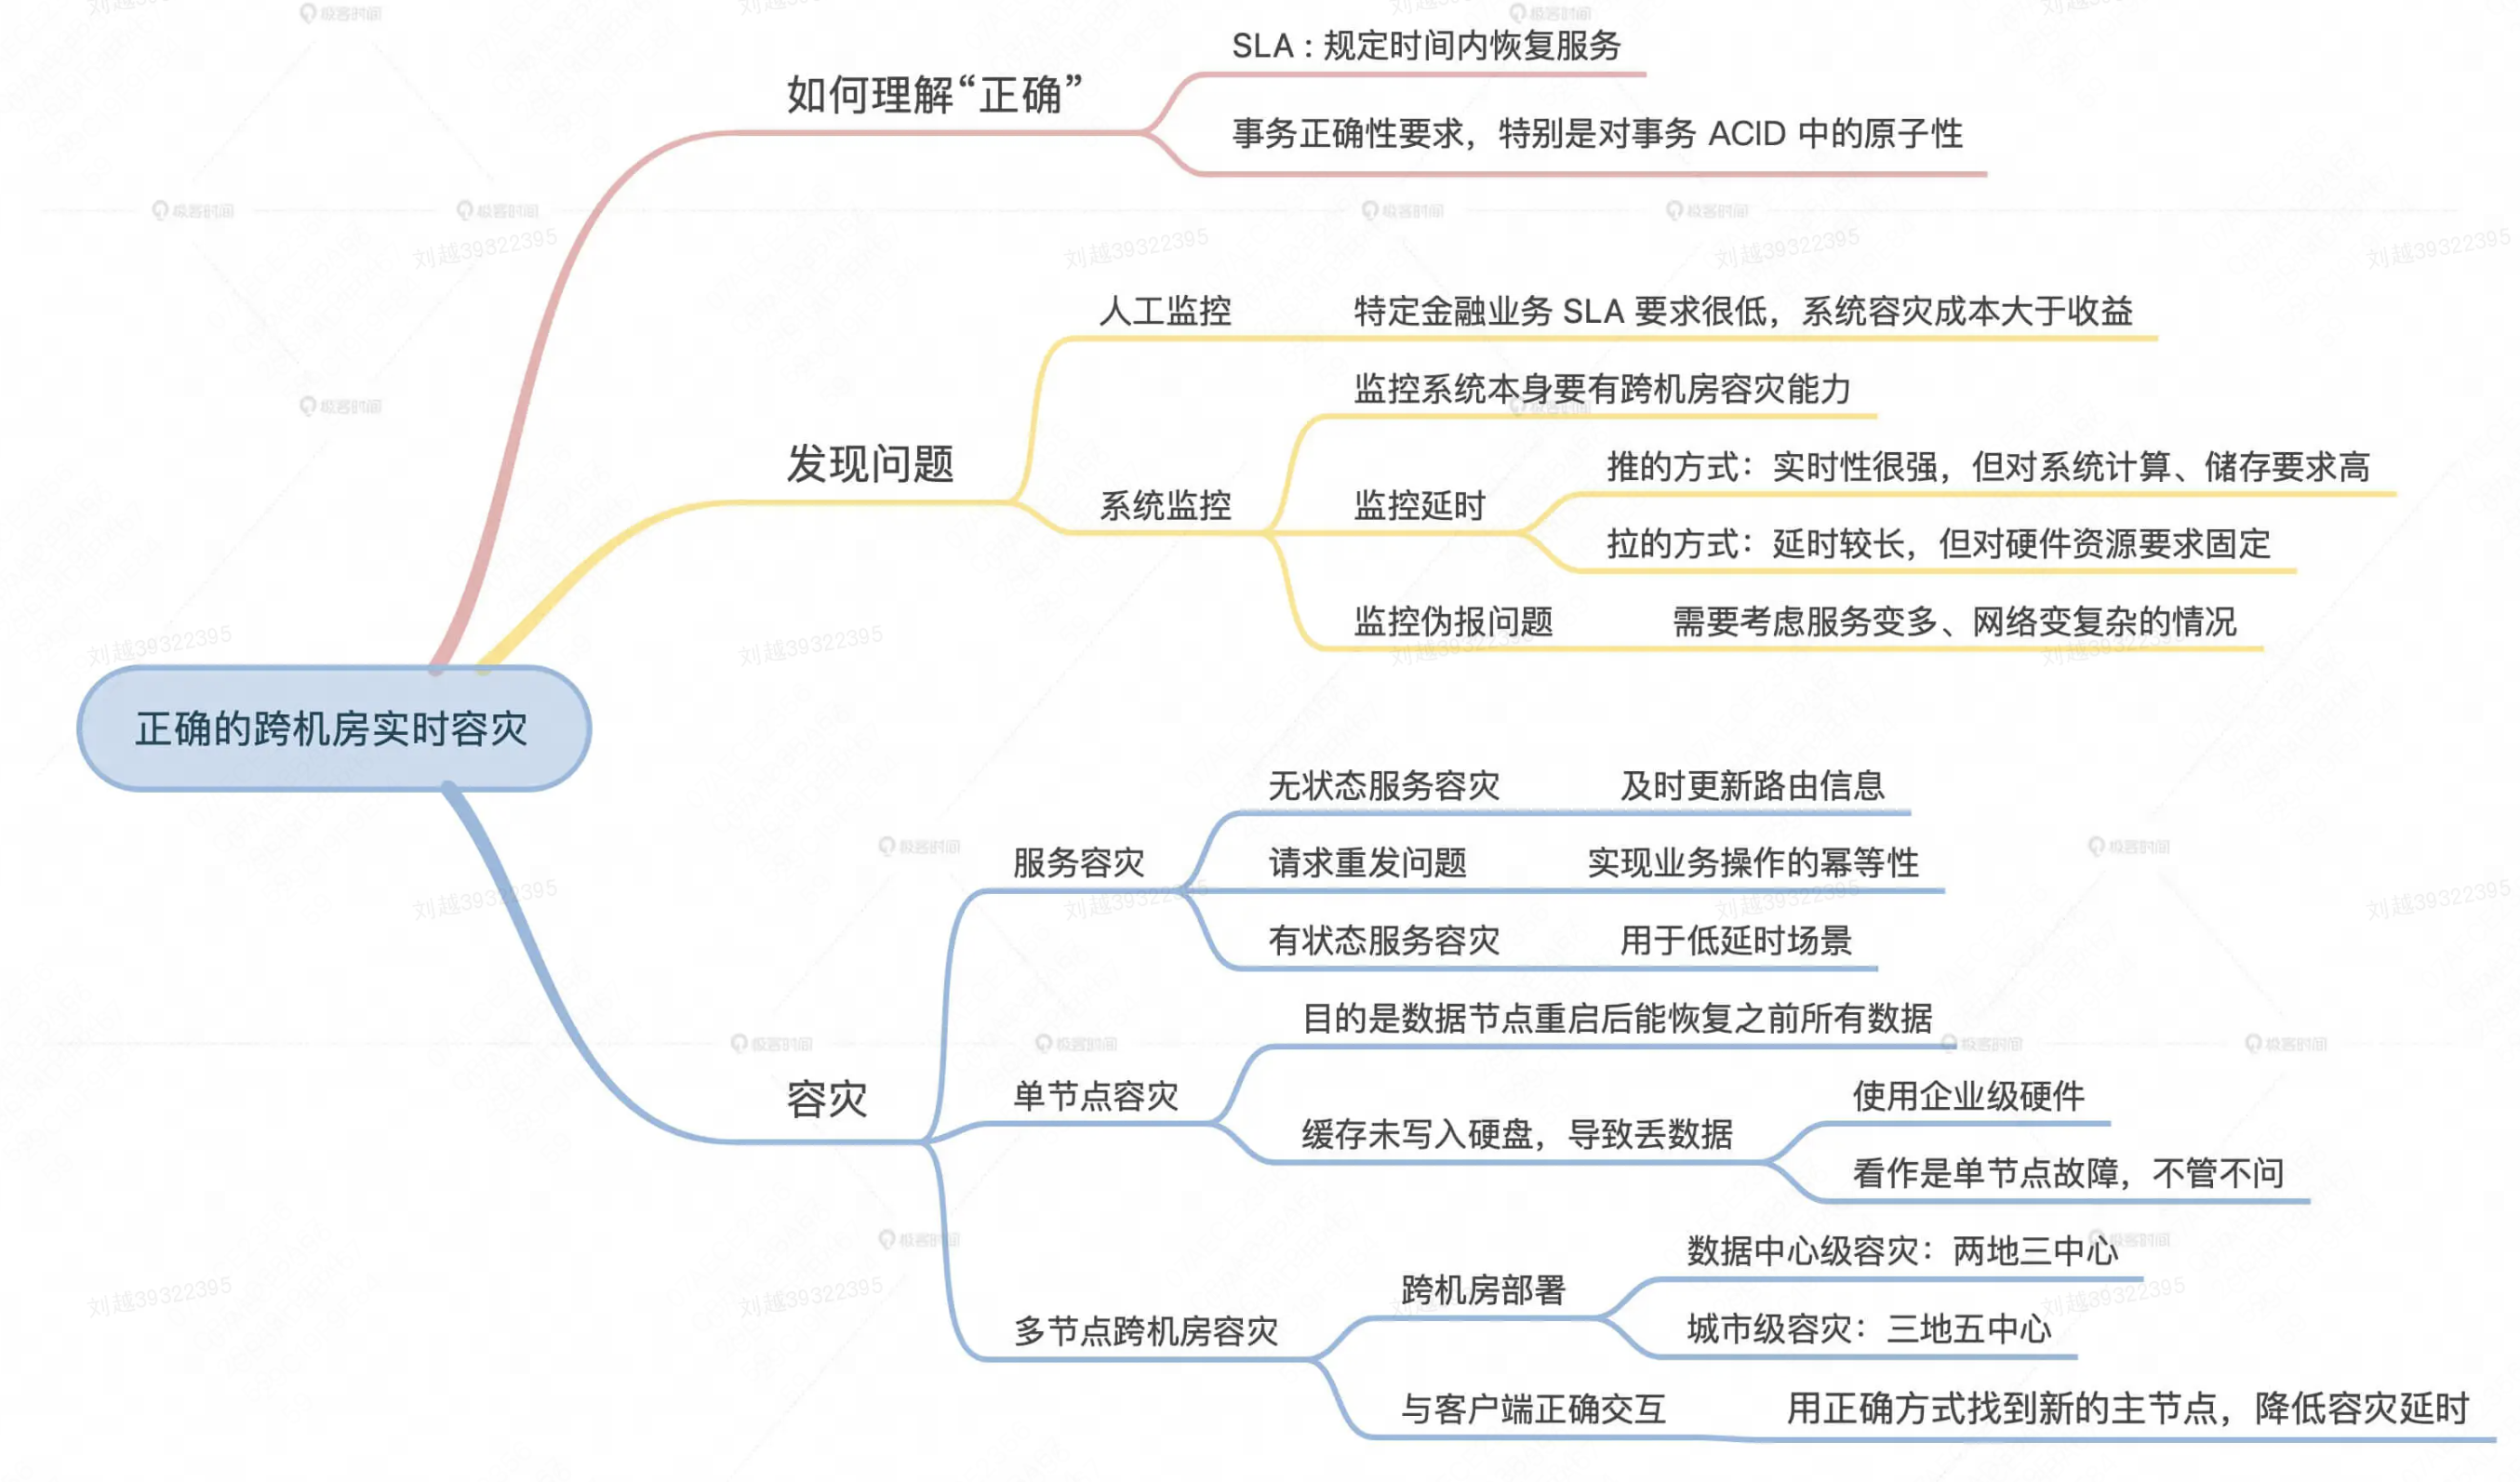 SLA：规定时间内恢复服务
如何理解“正确”
事务正确性要求，特别是对事务 ACID 中的原子性
人工监控 特定金融业务 SLA 要求很低，系统容灾成本大于收益
监控系统本身要有跨机房容灾能力
发现问题
推的方式：实时性很强，但对系统计算、储存要求高
系统监控 监控延时
拉的方式：延时较长，但对硬件资源要求固定
监控伪报问题 需要考虑服务变多、网络变复杂的情况
正确的跨机房实时容灾
无状态服务容灾 及时更新路由信息
服务容灾 请求重发问题 实现业务操作的幂等性
有状态服务容灾 用于低延时场景
目的是数据节点重启后能恢复之前所有数据
容灾 单节点容灾
使用企业级硬件
缓存未写入硬盘，导致丢数据
看作是单节点故障，不管不问
数据中心级容灾：两地三中心
跨机房部署
城市级容灾：三地五中心
多节点跨机房容灾
与客户端正确交互 用正确方式找到新的主节点，降低容灾延时
极客时间
刘越39322395